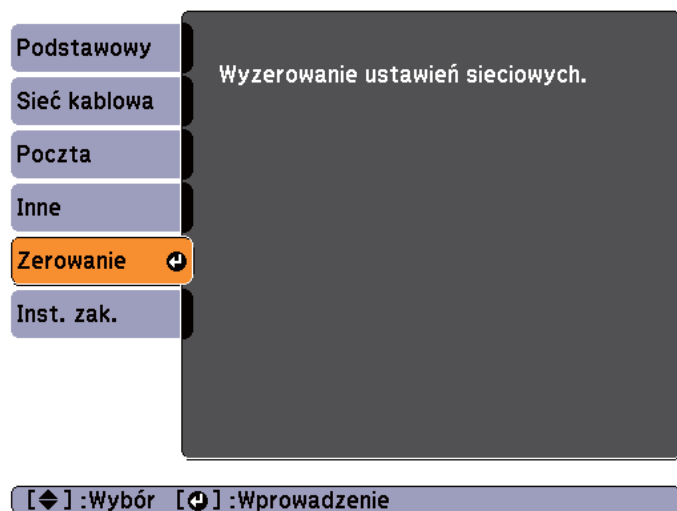 Podstawowy
Wyzerowanie ustawień sieciowych.
Sieć kablowa
Poczta
Inne
Zerowanie
Inst. zak.
[◆] :Wybór [⏎] :Wprowadzenie